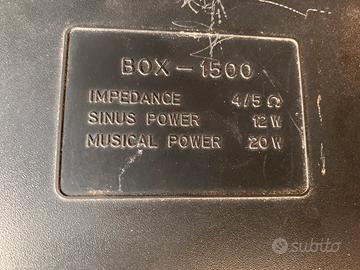 BOX - 1500
IMPEDANCE 4/5 Ω
SINUS POWER 12 W
MUSICAL POWER 20 W
subito